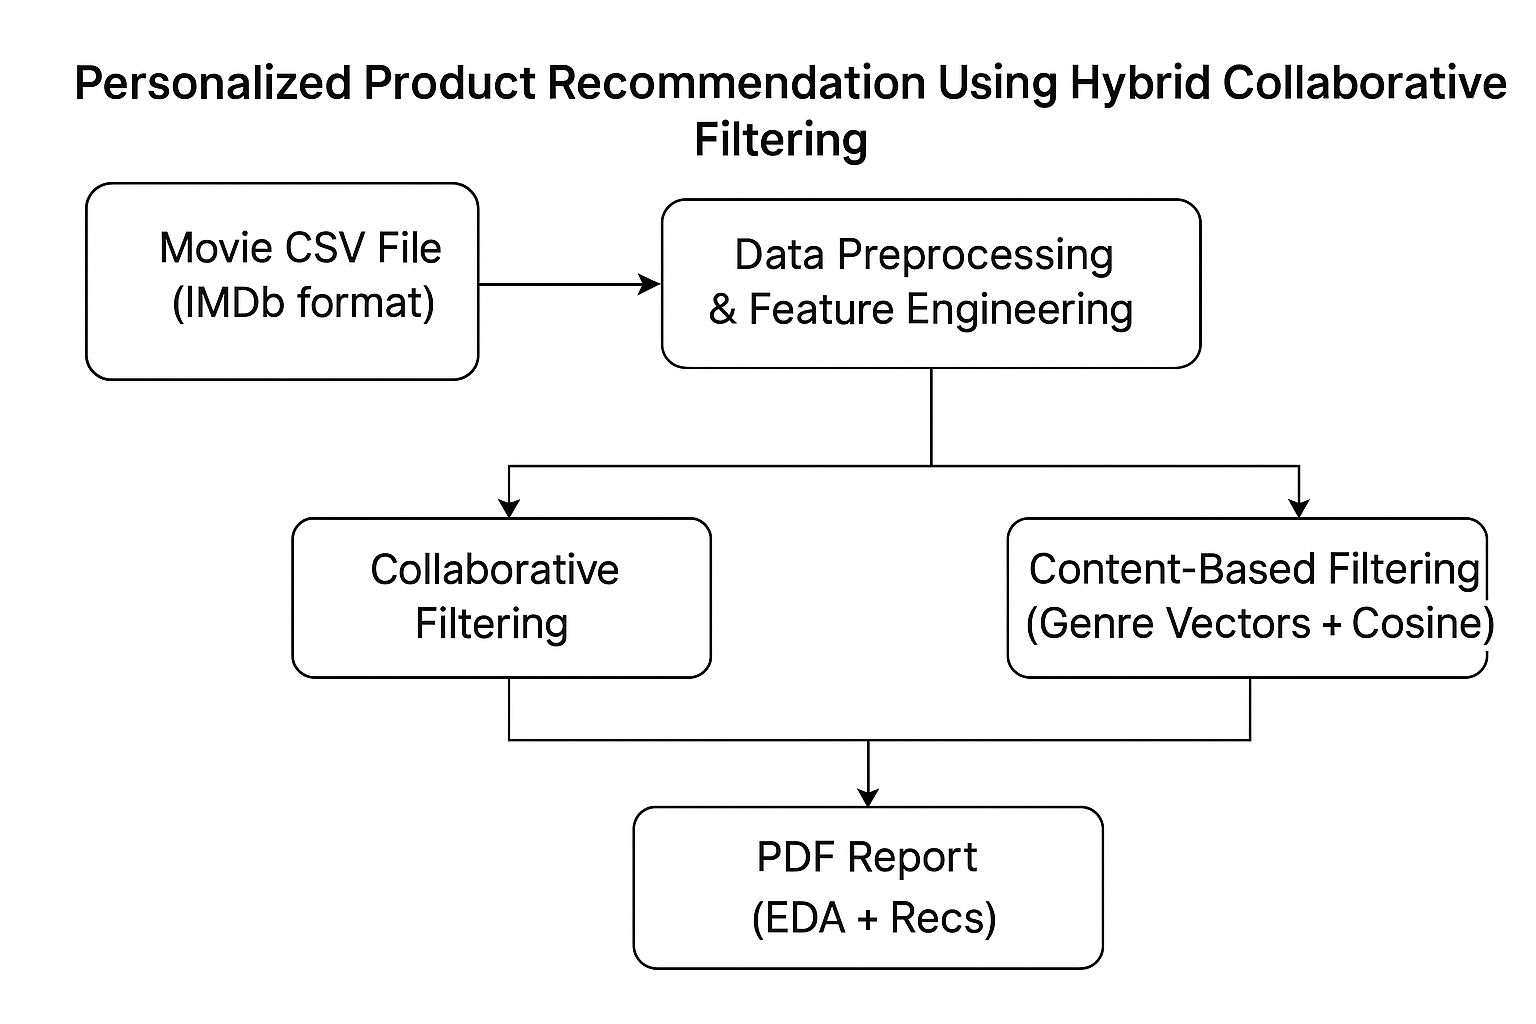 Personalized Product Recommendation Using Hybrid Collaborative
Filtering
Movie CSV File
(IMDb format)
Data Preprocessing
& Feature Engineering
Collaborative
Filtering
Content-Based Filtering
(Genre Vectors + Cosine)
PDF Report
(EDA + Recs)